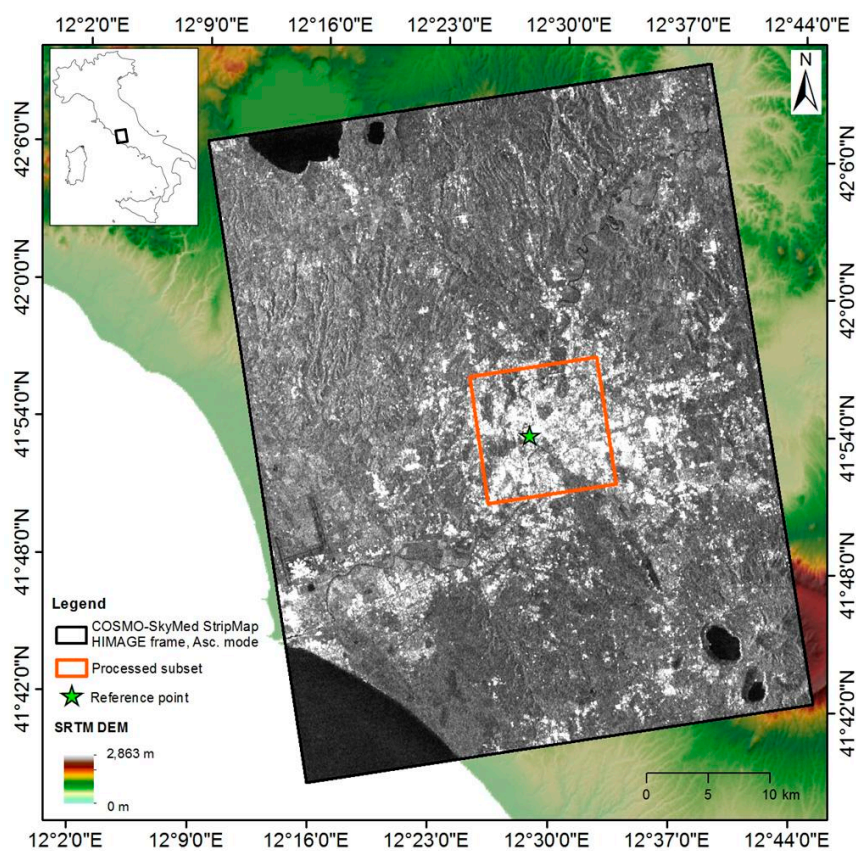 12°2'0"E 12°9'0"E 12°16'0"E 12°23'0"E 12°30'0"E 12°37'0"E 12°44'0"E
N
42°6'0"N
42°6'0"N
42°0'0"N
42°0'0"N
41°54'0"N
41°54'0"N
41°48'0"N
41°48'0"N
Legend
COSMO-SkyMed StripMap
HIMAGE frame, Asc. mode
Processed subset
Reference point
41°42'0"N
41°42'0"N
SRTM DEM
2,863 m
0 m
0 5 10 km
12°2'0"E 12°9'0"E 12°16'0"E 12°23'0"E 12°30'0"E 12°37'0"E 12°44'0"E